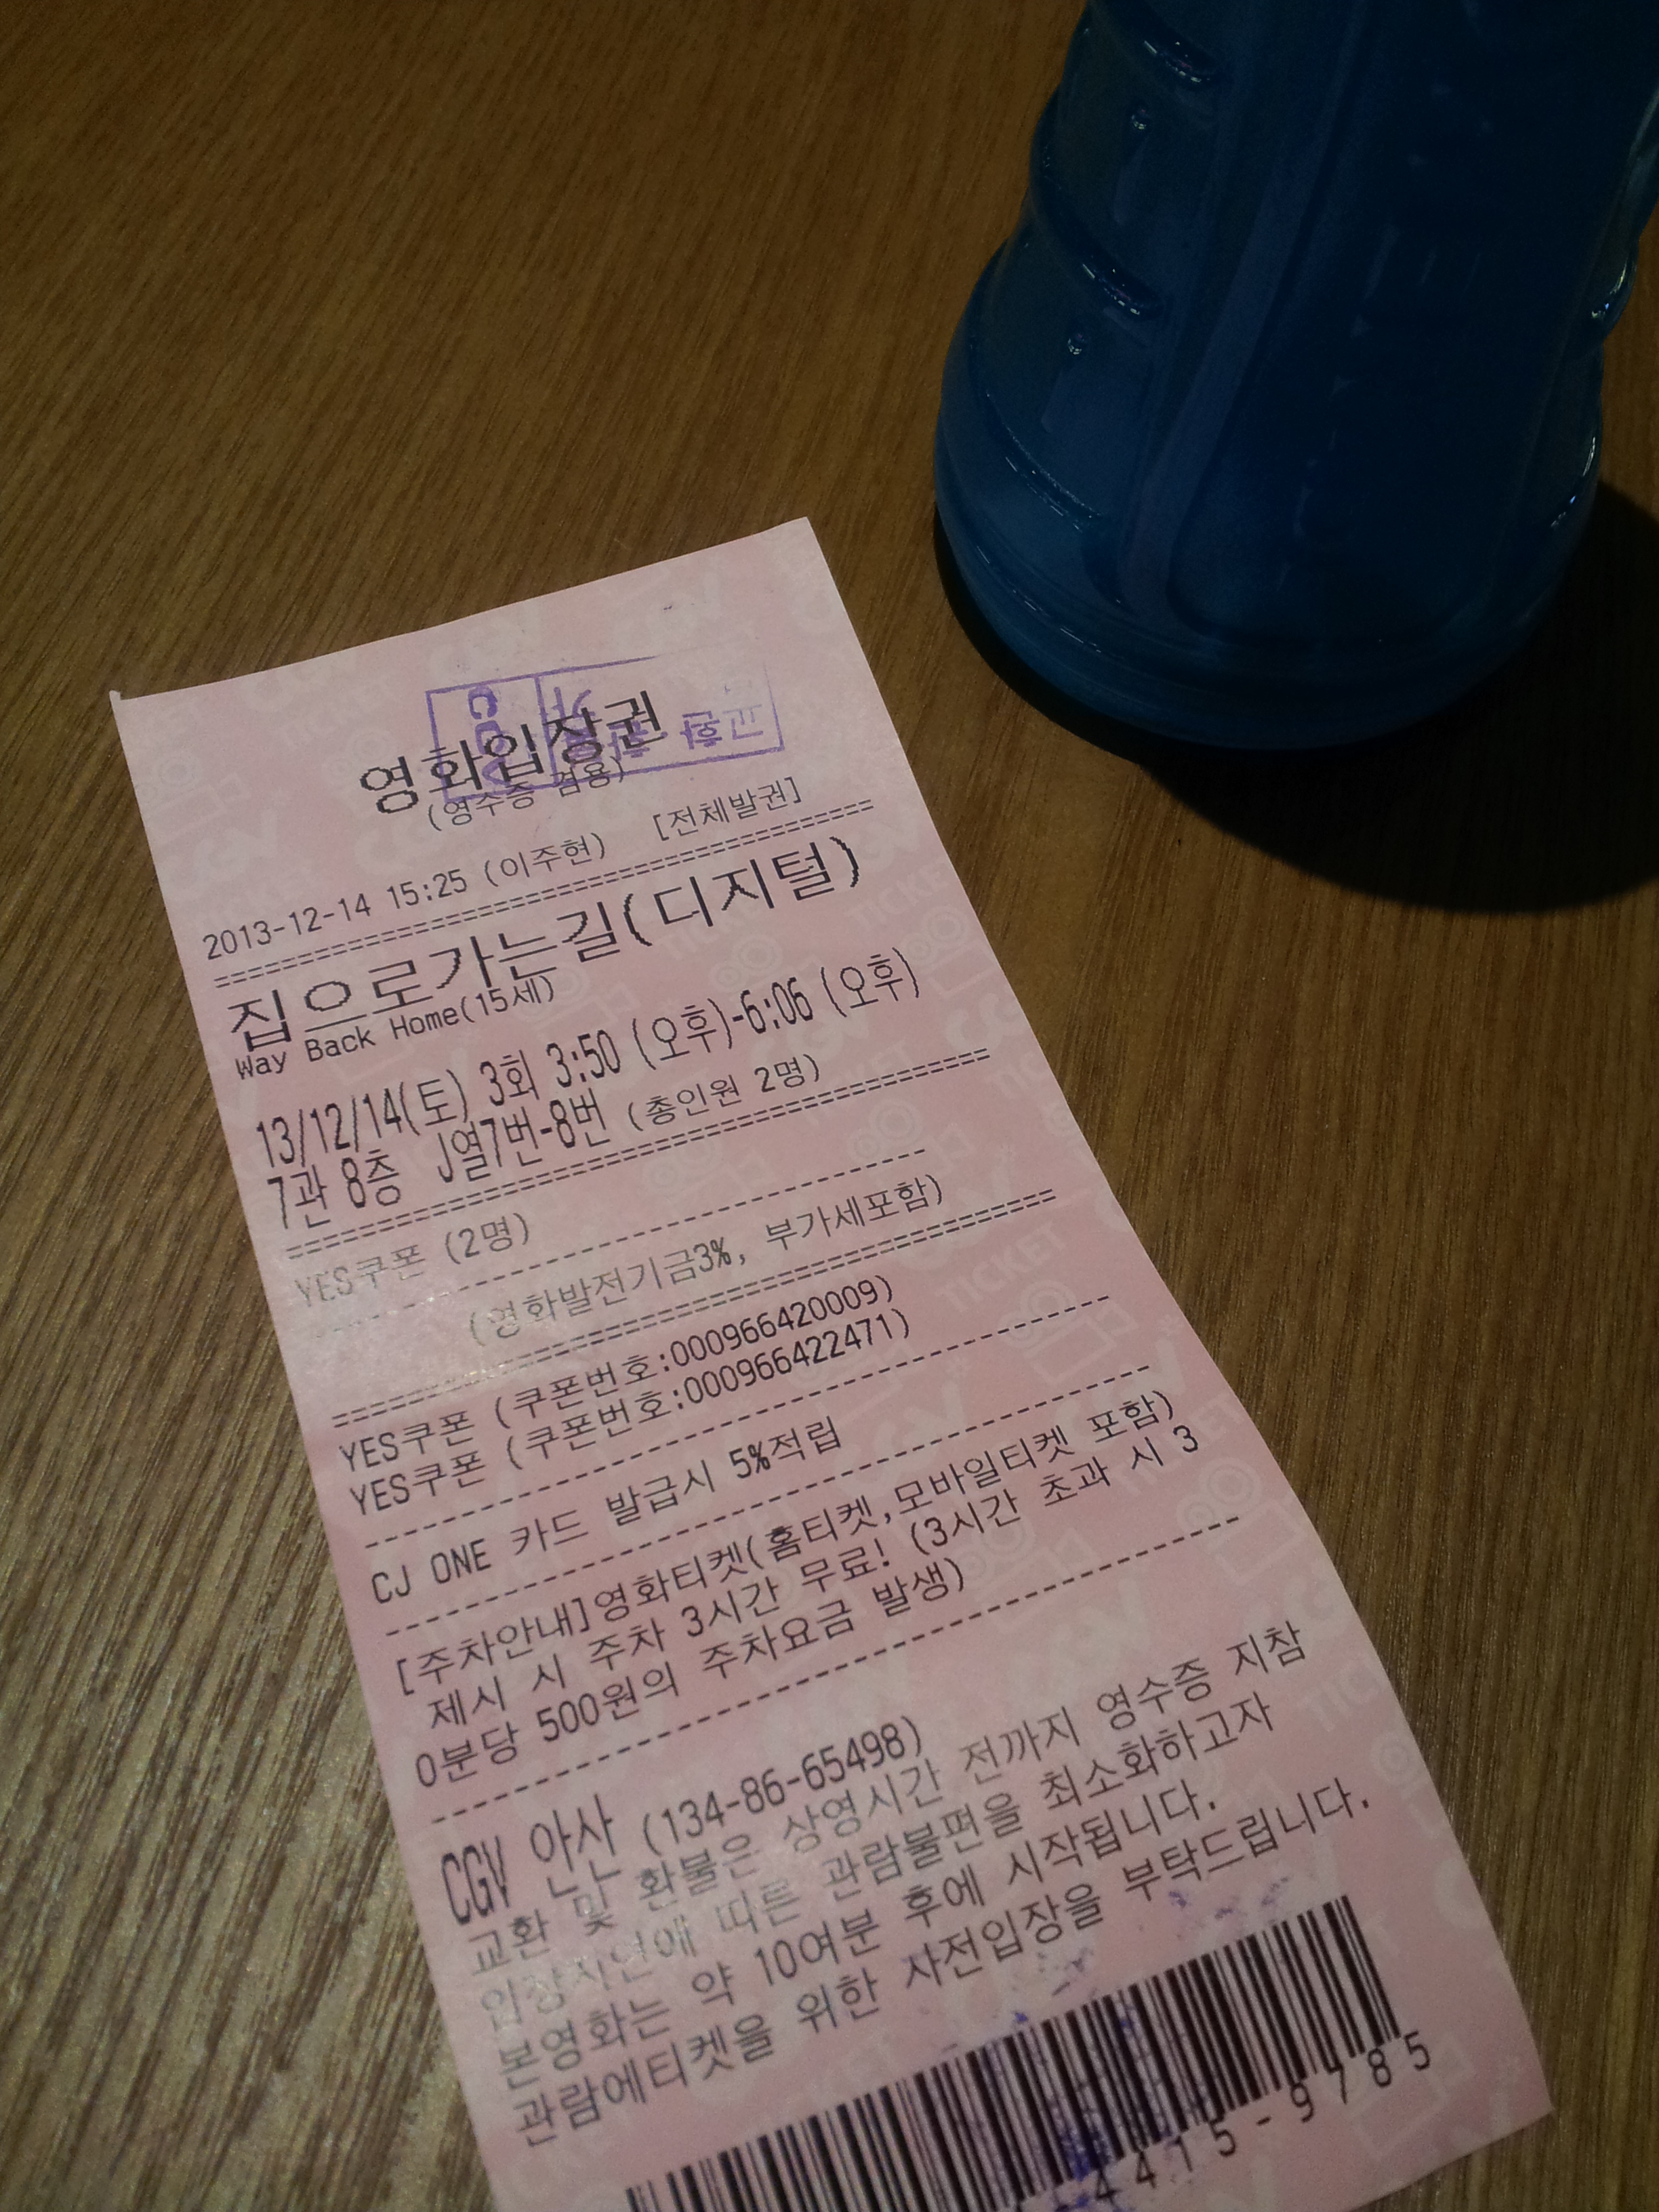 영화입장권
(영수증 겸용)
2013-12-14 15:25 (이주현) [전체발권]
집으로가는길(디지털)
Way Back Home(15세)
13/12/14(토) 3회 3:50 (오후)-6:06 (오후)
7관 8층 J열7번-8번 (총인원 2명)
YES쿠폰 (2명)
(영화발전기금3%, 부가세포함)
YES쿠폰 (쿠폰번호:000966420009)
YES쿠폰 (쿠폰번호:000966422471)
CJ ONE 카드 발급시 5%적립
[주차안내]영화티켓(홈티켓,모바일티켓 포함)
제시 시 주차 3시간 무료! (3시간 초과 시 3
0분당 500원의 주차요금 발생)
CGV 안산 (134-86-65498)
교환 및 환불은 상영시간 전까지 영수증 지참
입장지연에 따른 관람불편을 최소화하고자
본영화는 약 10여분 후에 시작됩니다.
관람에티켓을 위한 사전입장을 부탁드립니다.
4415-9785